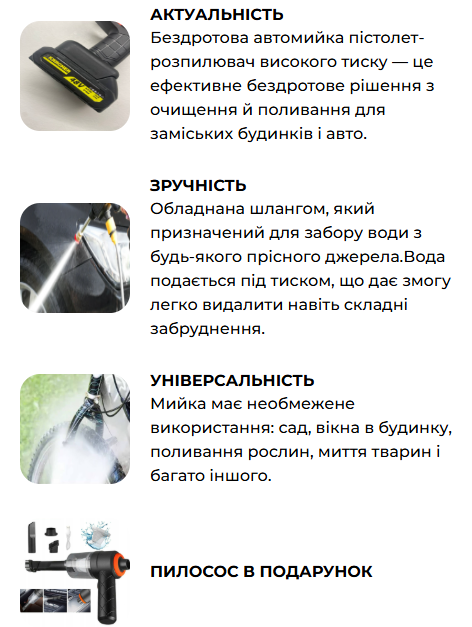 АКТУАЛЬНІСТЬ
Бездротова автомийка пістолет-
розпилювач високого тиску — це
ефективне бездротове рішення з
очищення й поливання для
заміських будинків і авто.
ЗРУЧНІСТЬ
Обладнана шлангом, який
призначений для забору води з
будь-якого прісного джерела.Вода
подається під тиском, що дає змогу
легко видалити навіть складні
забруднення.
УНІВЕРСАЛЬНІСТЬ
Мийка має необмежене
використання: сад, вікна в будинку,
поливання рослин, миття тварин і
багато іншого.
ПИЛОСОС В ПОДАРУНОК